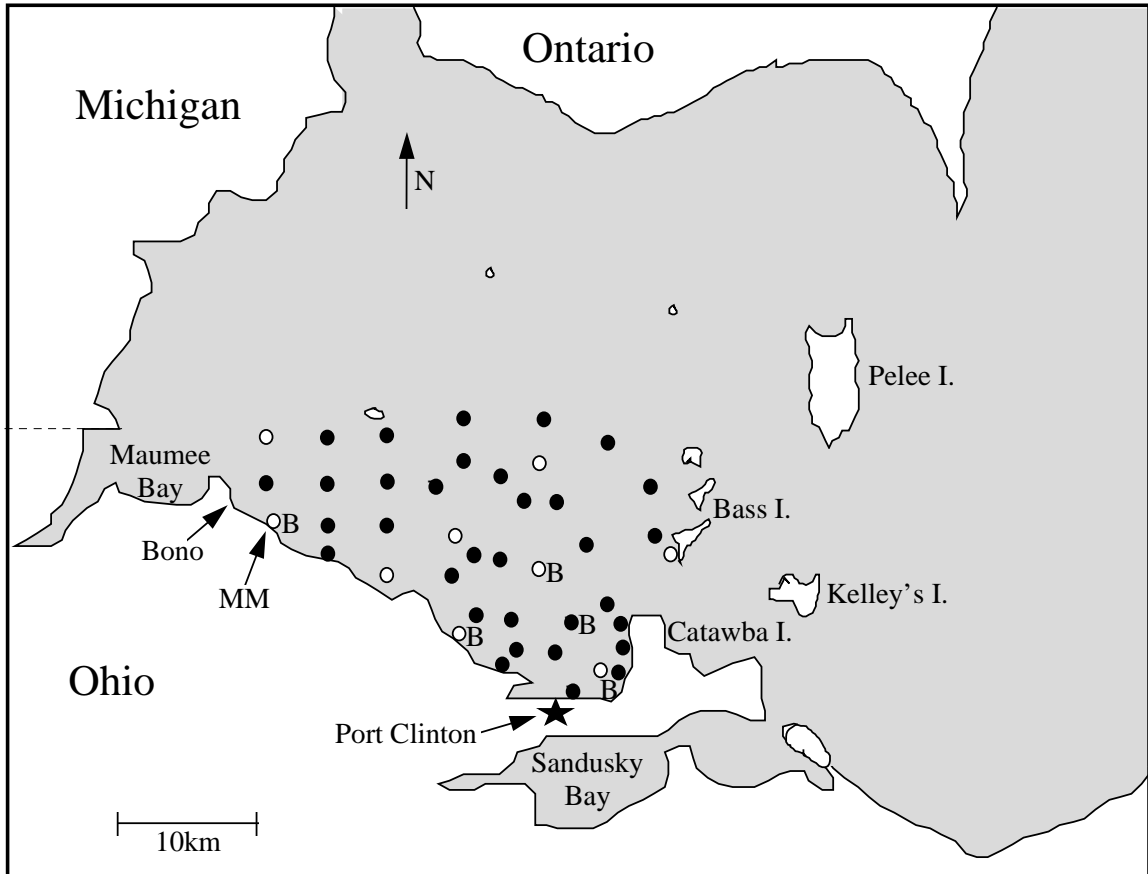 Ontario
Michigan
N
Pelee I.
Maumee
Bay
Bass I.
B
Bono
B
MM
Kelley's I.
B
B
Catawba I.
Ohio
B
Port Clinton
Sandusky
Bay
10km